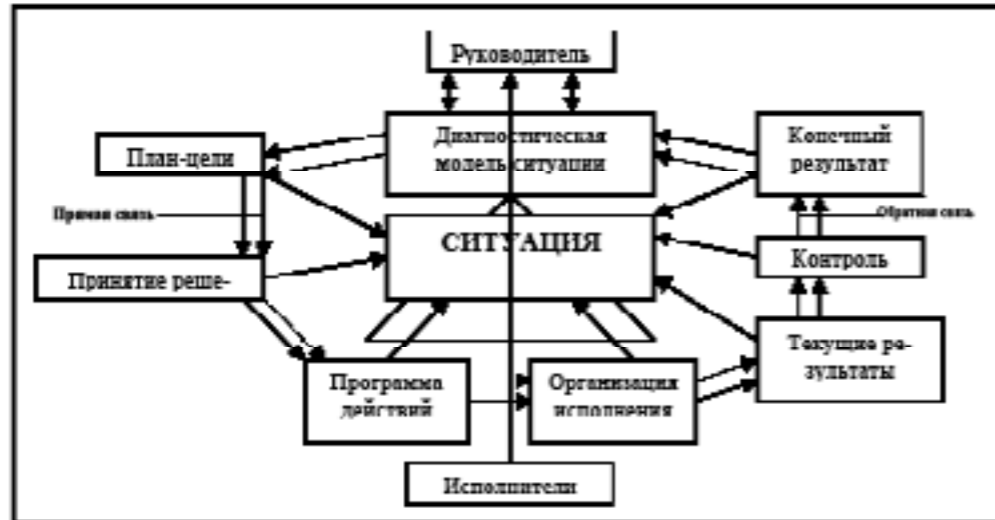 Руководитель
Диагностическая
модель ситуации
План-цели
Конечный
результат
Прямая связь
Обратная связь
СИТУАЦИЯ
Принятие реше-
Контроль
Текущие ре-
зультаты
Программа
действий
Организация
исполнения
Исполнители